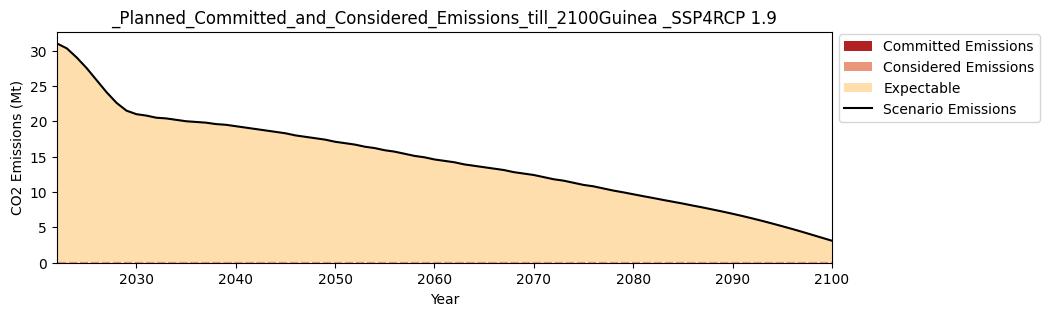 _Planned_Committed_and_Considered_Emissions_till_2100Guinea _SSP4RCP 1.9
Committed Emissions
Considered Emissions
Expectable
Scenario Emissions
CO2 Emissions (Mt)
30
25
20
15
10
5
0
2030
2040
2050
2060
2070
2080
2090
2100
Year